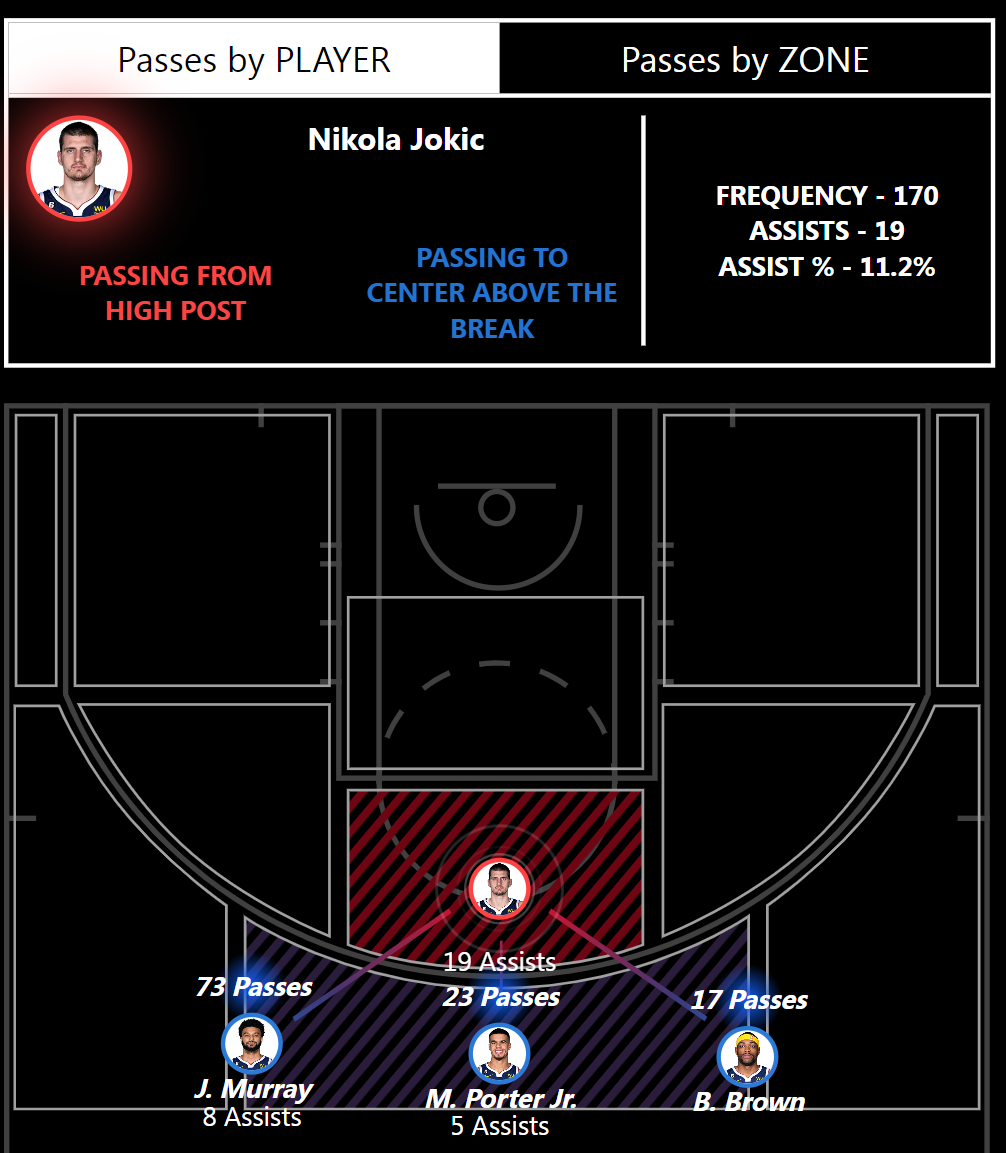 Passes by PLAYER
Passes by ZONE
Nikola Jokic
PASSING FROM
HIGH POST
PASSING TO
CENTER ABOVE THE
BREAK
FREQUENCY - 170
ASSISTS - 19
ASSIST % - 11.2%
19 Assists
73 Passes
23 Passes
17 Passes
J. Murray
8 Assists
M. Porter Jr.
5 Assists
B. Brown